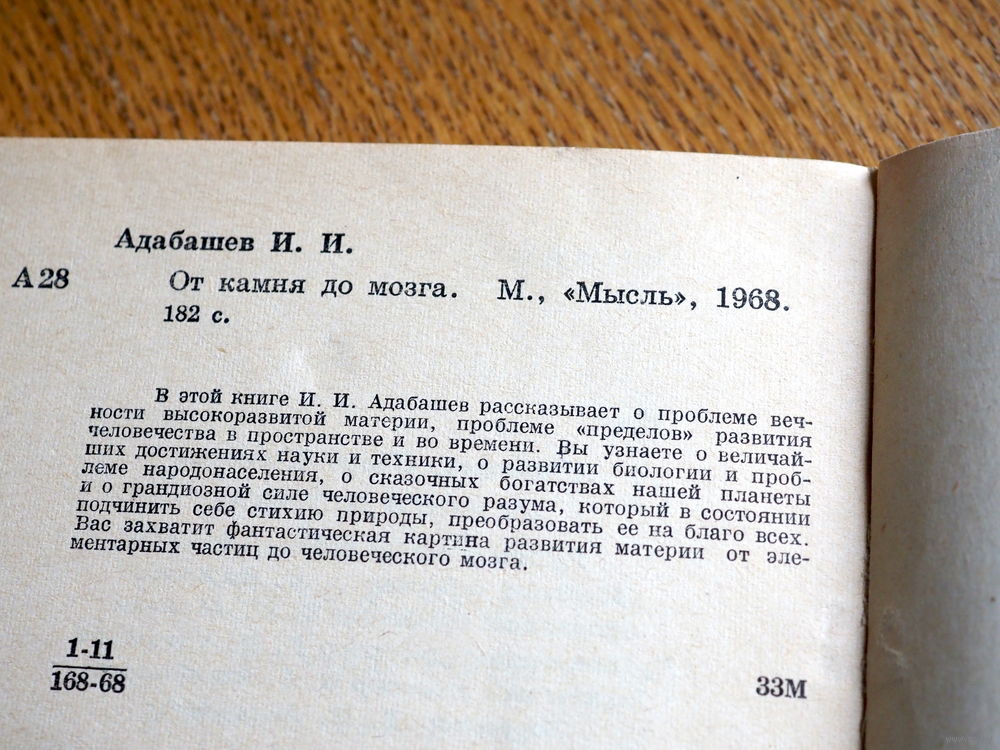 Адабашев И. И.
А28 От камня до мозга. М., «Мысль», 1968.
182 с.
В этой книге И. И. Адабашев рассказывает о проблеме веч-
ности высокоразвитой материи, проблеме «пределов» развития
человечества в пространстве и во времени. Вы узнаете о величай-
ших достижениях науки и техники, о развитии биологии и проб-
леме народонаселения, о сказочных богатствах нашей планеты
и о грандиозной силе человеческого разума, который в состоянии
подчинить себе стихию природы, преобразовать ее на благо всех.
Вас захватит фантастическая картина развития материи от эле-
ментарных частиц до человеческого мозга.
1-11
168-68
33М